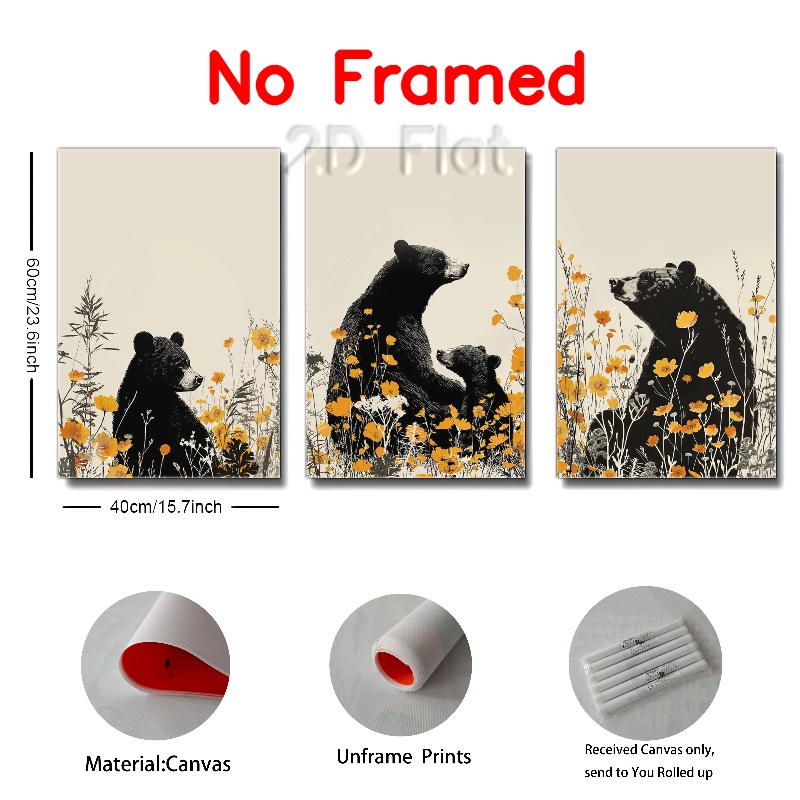 No Framed
2D Flat
60cm/23.6inch
40cm/15.7inch
Material:Canvas
Unframe Prints
Received Canvas only,
send to You Rolled up